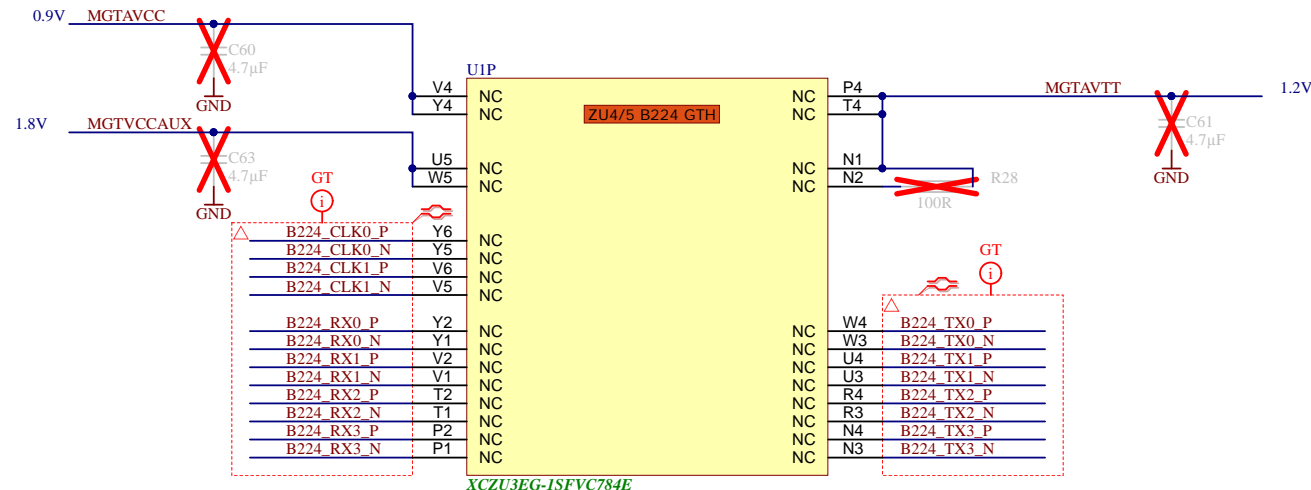 0.9V MGTAVCC
C60
4.7µF
GND
1.8V MGTVCCAUX
C63
4.7µF
GND
U1P
ZU4/5 B224 GTH
V4 NC
Y4 NC
U5 NC
W5 NC
GT
i
B224_CLK0_P Y6 NC
B224_CLK0_N Y5 NC
B224_CLK1_P V6 NC
B224_CLK1_N V5 NC
B224_RX0_P Y2 NC
B224_RX0_N Y1 NC
B224_RX1_P V2 NC
B224_RX1_N V1 NC
B224_RX2_P T2 NC
B224_RX2_N T1 NC
B224_RX3_P P2 NC
B224_RX3_N P1 NC
NC P4 MGTAVTT 1.2V
NC T4
C61
4.7µF
GND
NC N1
NC N2
R28
100R
GT
i
NC W4 B224_TX0_P
NC W3 B224_TX0_N
NC U4 B224_TX1_P
NC U3 B224_TX1_N
NC R4 B224_TX2_P
NC R3 B224_TX2_N
NC N4 B224_TX3_P
NC N3 B224_TX3_N
XCZU3EG-1SFVC784E